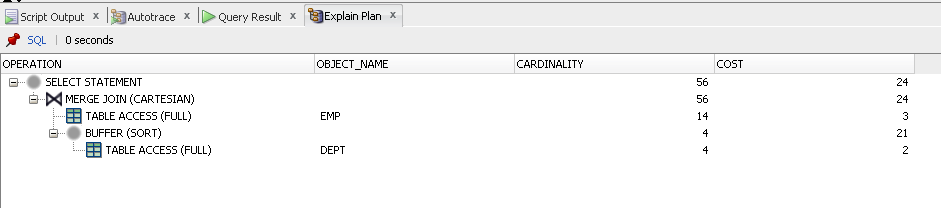 Script Output x Autotrace x Query Result x Explain Plan x
SQL | 0 seconds
OPERATION OBJECT_NAME CARDINALITY COST
SELECT STATEMENT 56 24
MERGE JOIN (CARTESIAN) 56 24
TABLE ACCESS (FULL) EMP 14 3
BUFFER (SORT) 4 21
TABLE ACCESS (FULL) DEPT 4 2